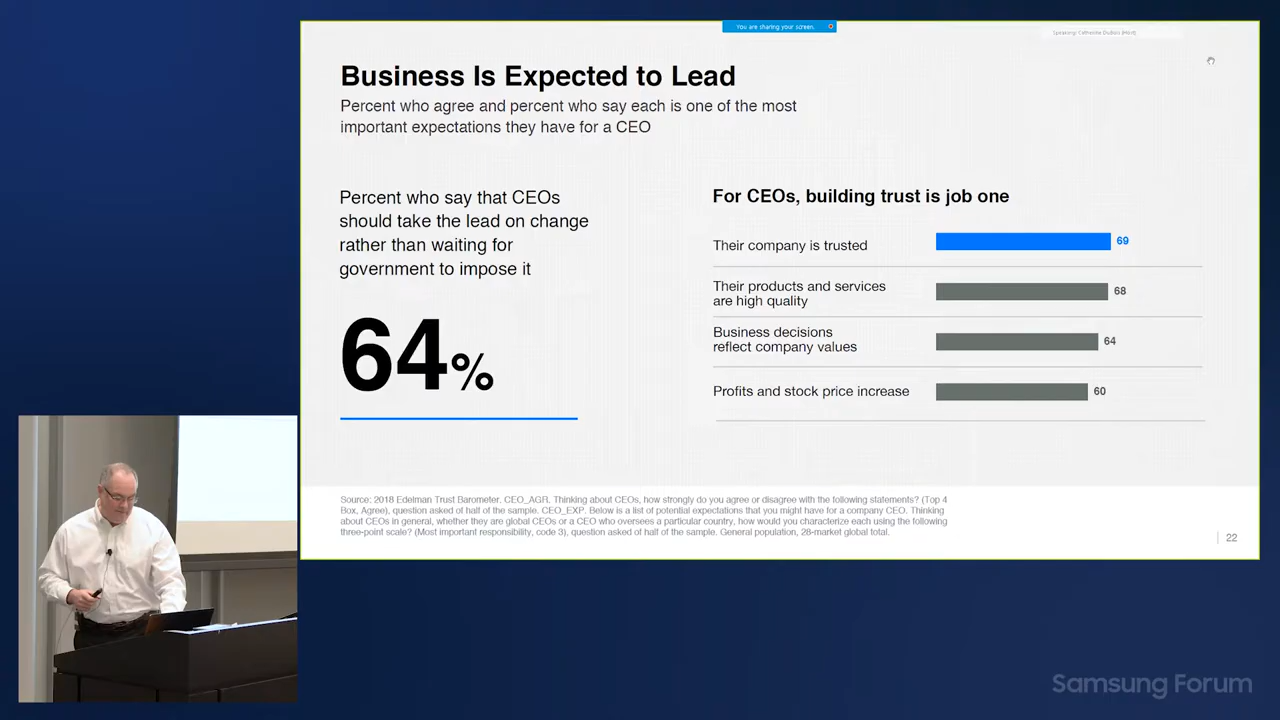 You are sharing your screen.
Speaking: Catherine Dubois (Host)
Business Is Expected to Lead
Percent who agree and percent who say each is one of the most
important expectations they have for a CEO
Percent who say that CEOs
should take the lead on change
rather than waiting for
government to impose it
64%
For CEOs, building trust is job one
Their company is trusted
69
Their products and services
are high quality
68
Business decisions
reflect company values
64
Profits and stock price increase
60
Source: 2018 Edelman Trust Barometer. CEO_AGR. Thinking about CEOs, how strongly do you agree or disagree with the following statements? (Top 4
Box, Agree), question asked of half of the sample. CEO_EXP. Below is a list of potential expectations that you might have for a company CEO. Thinking
about CEOs in general, whether they are global CEOs or a CEO who oversees a particular country, how would you characterize each using the following
three-point scale? (Most important responsibility, code 3), question asked of half of the sample. General population, 28-market global total.
22
Samsung Forum